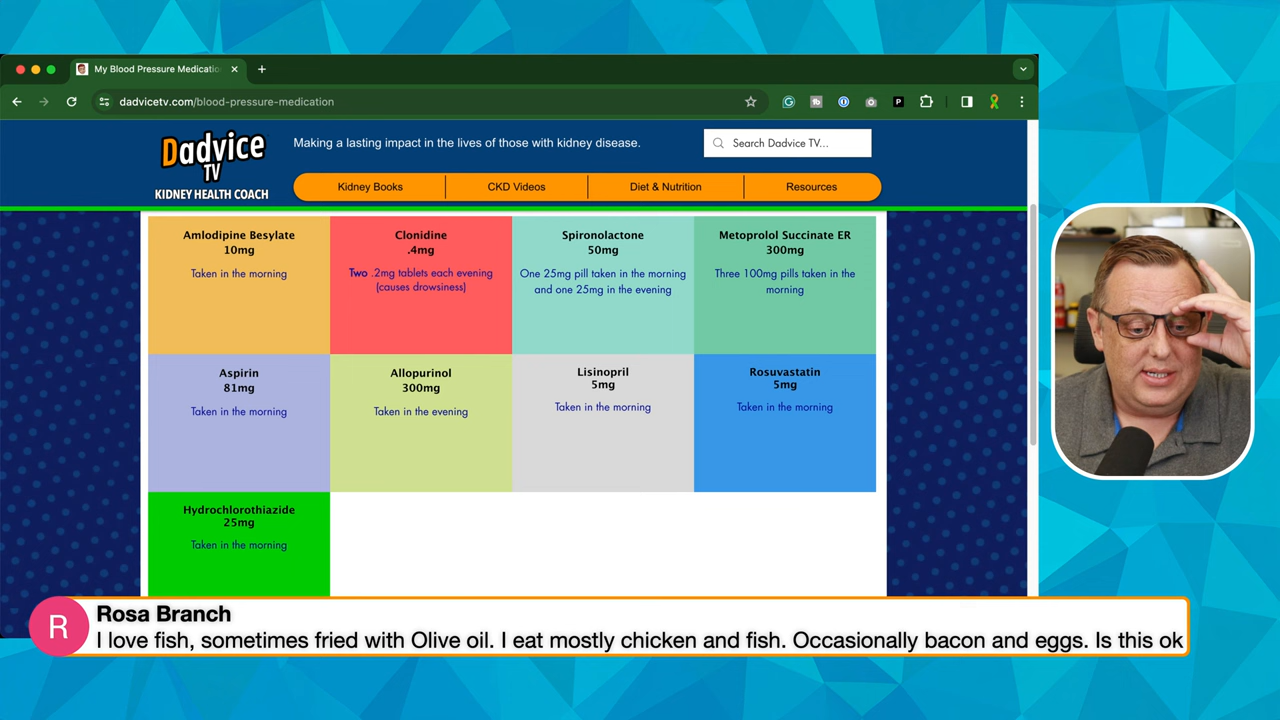 My Blood Pressure Medicatio
dadvicetv.com/blood-pressure-medication
Dadvice
TV
KIDNEY HEALTH COACH
Making a lasting impact in the lives of those with kidney disease.
Search Dadvice TV...
Kidney Books
CKD Videos
Diet & Nutrition
Resources
Amlodipine Besylate
10mg
Taken in the morning
Clonidine
.4mg
Two .2mg tablets each evening
(causes drowsiness)
Spironolactone
50mg
One 25mg pill taken in the morning
and one 25mg in the evening
Metoprolol Succinate ER
300mg
Three 100mg pills taken in the
morning
Aspirin
81mg
Taken in the morning
Allopurinol
300mg
Taken in the evening
Lisinopril
5mg
Taken in the morning
Rosuvastatin
5mg
Taken in the morning
Hydrochlorothiazide
25mg
Taken in the morning
R
Rosa Branch
I love fish, sometimes fried with Olive oil. I eat mostly chicken and fish. Occasionally bacon and eggs. Is this ok